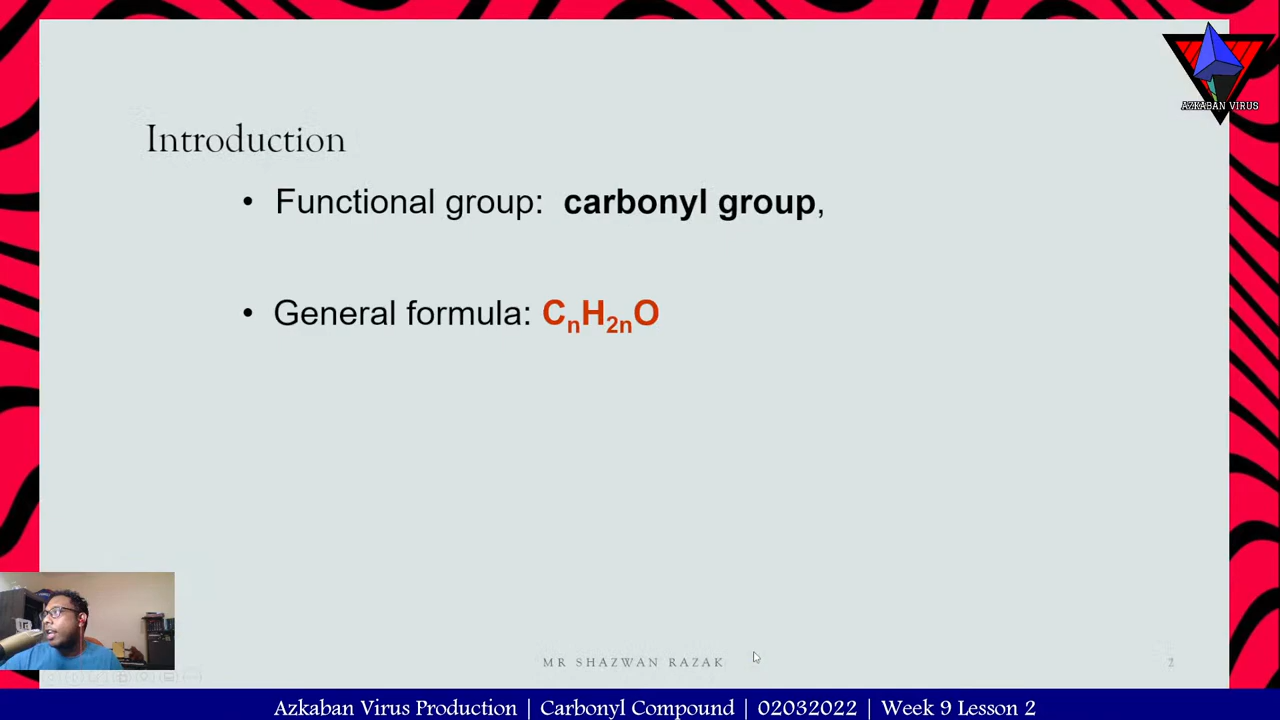 AZKABAN VIRUS
Introduction
• Functional group: carbonyl group,
• General formula: CₙH₂ₙO
MR SHAZWAN RAZAK
2
Azkaban Virus Production | Carbonyl Compound | 02032022 | Week 9 Lesson 2